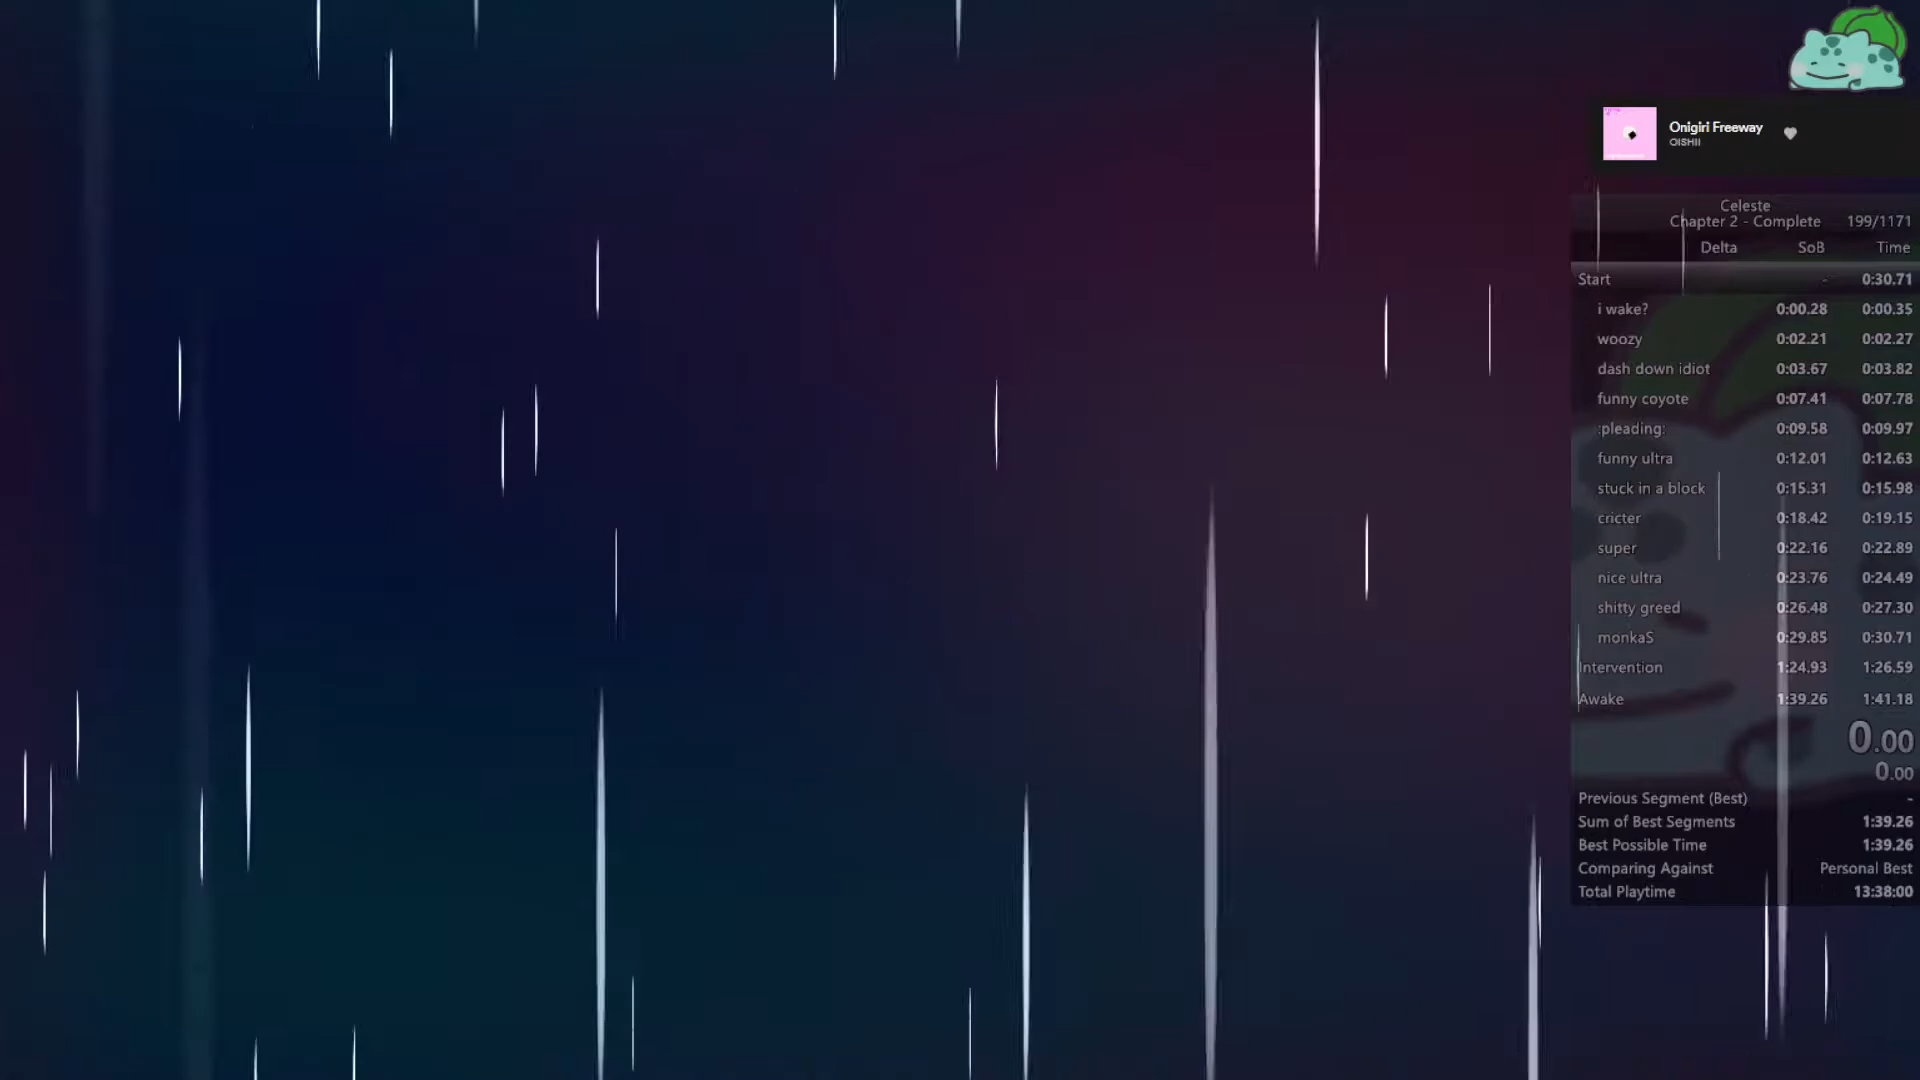 Onigiri Freeway
OISHII
Celeste
Chapter 2 - Complete 199/1171
Delta SoB Time
Start - 0:30.71
i wake? 0:00.28 0:00.35
woozy 0:02.21 0:02.27
dash down idiot 0:03.67 0:03.82
funny coyote 0:07.41 0:07.78
:pleading: 0:09.58 0:09.97
funny ultra 0:12.01 0:12.63
stuck in a block 0:15.31 0:15.98
cricter 0:18.42 0:19.15
super 0:22.16 0:22.89
nice ultra 0:23.76 0:24.49
shitty greed 0:26.48 0:27.30
monkaS 0:29.85 0:30.71
Intervention 1:24.93 1:26.59
Awake 1:39.26 1:41.18
0.00
0.00
Previous Segment (Best) -
Sum of Best Segments 1:39.26
Best Possible Time 1:39.26
Comparing Against Personal Best
Total Playtime 13:38:00